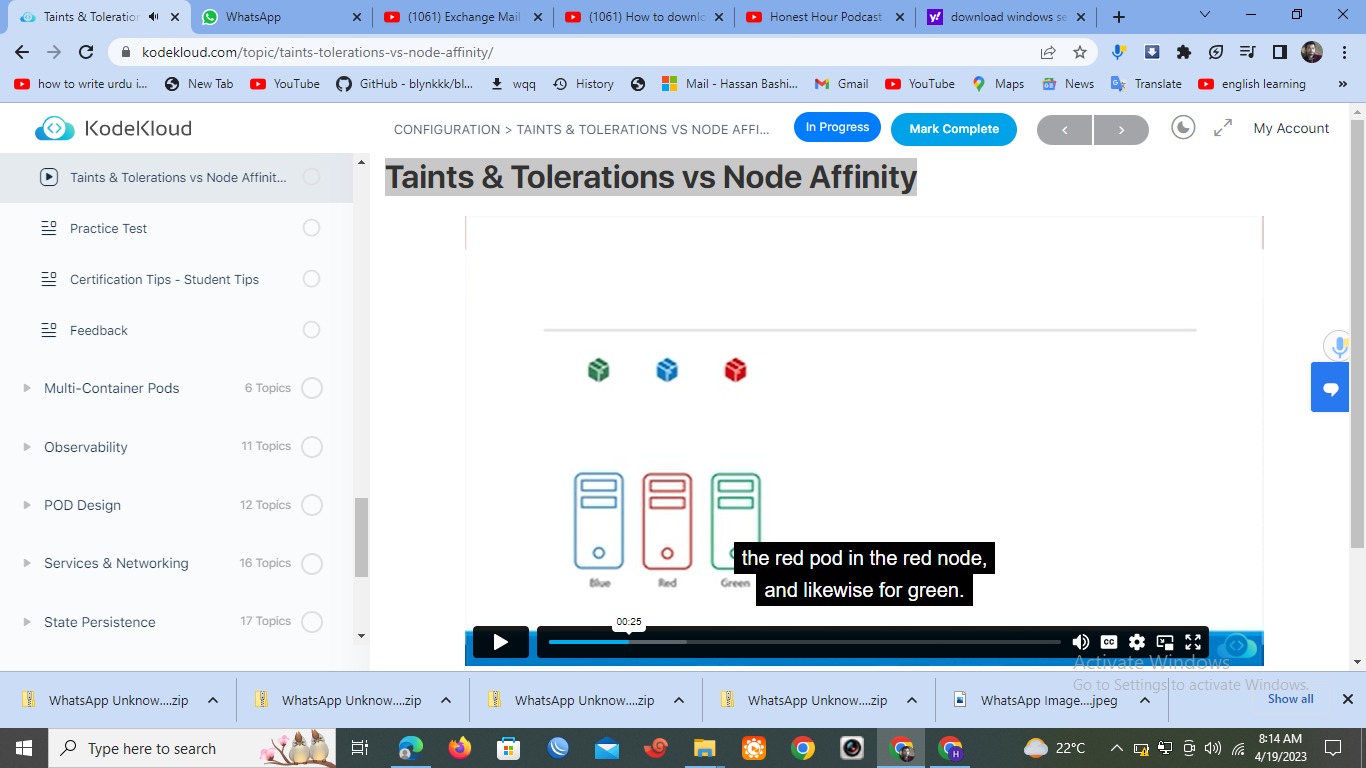 Taints & Toleration
WhatsApp
(1061) Exchange Mail
(1061) How to downlo
Honest Hour Podcast
download windows se
kodekloud.com/topic/taints-tolerations-vs-node-affinity/
how to write urdu i...
New Tab
YouTube
GitHub - blynkkk/bl...
wqq
History
Mail - Hassan Bashi...
Gmail
YouTube
Maps
News
Translate
english learning
»
KodeKloud
CONFIGURATION > TAINTS & TOLERATIONS VS NODE AFFI...
In Progress
Mark Complete
My Account
Taints & Tolerations vs Node Affinit...
Practice Test
Certification Tips - Student Tips
Feedback
Multi-Container Pods 6 Topics
Observability 11 Topics
POD Design 12 Topics
Services & Networking 16 Topics
State Persistence 17 Topics
Taints & Tolerations vs Node Affinity
Blue
Red
Green
the red pod in the red node,
and likewise for green.
00:25
CC
Activate Windows
Go to Settings to activate Windows.
WhatsApp Unknow....zip
WhatsApp Unknow....zip
WhatsApp Unknow....zip
WhatsApp Unknow....zip
WhatsApp Image....jpeg
Show all
Type here to search
22°C
8:14 AM
4/19/2023